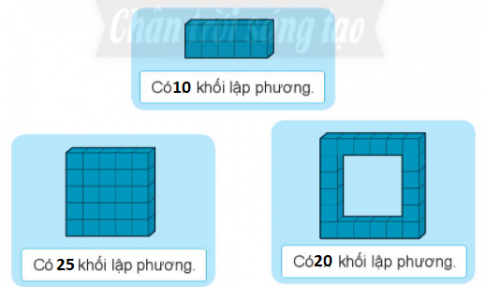 Chân trời sáng tạo
Có10 khối lập phương.
Có 25 khối lập phương.
Có20 khối lập phương.